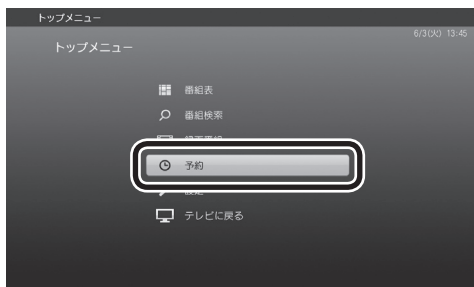 トップメニュー
6/3(火) 13:45
トップメニュー
番組表
番組検索
予約
テレビに戻る